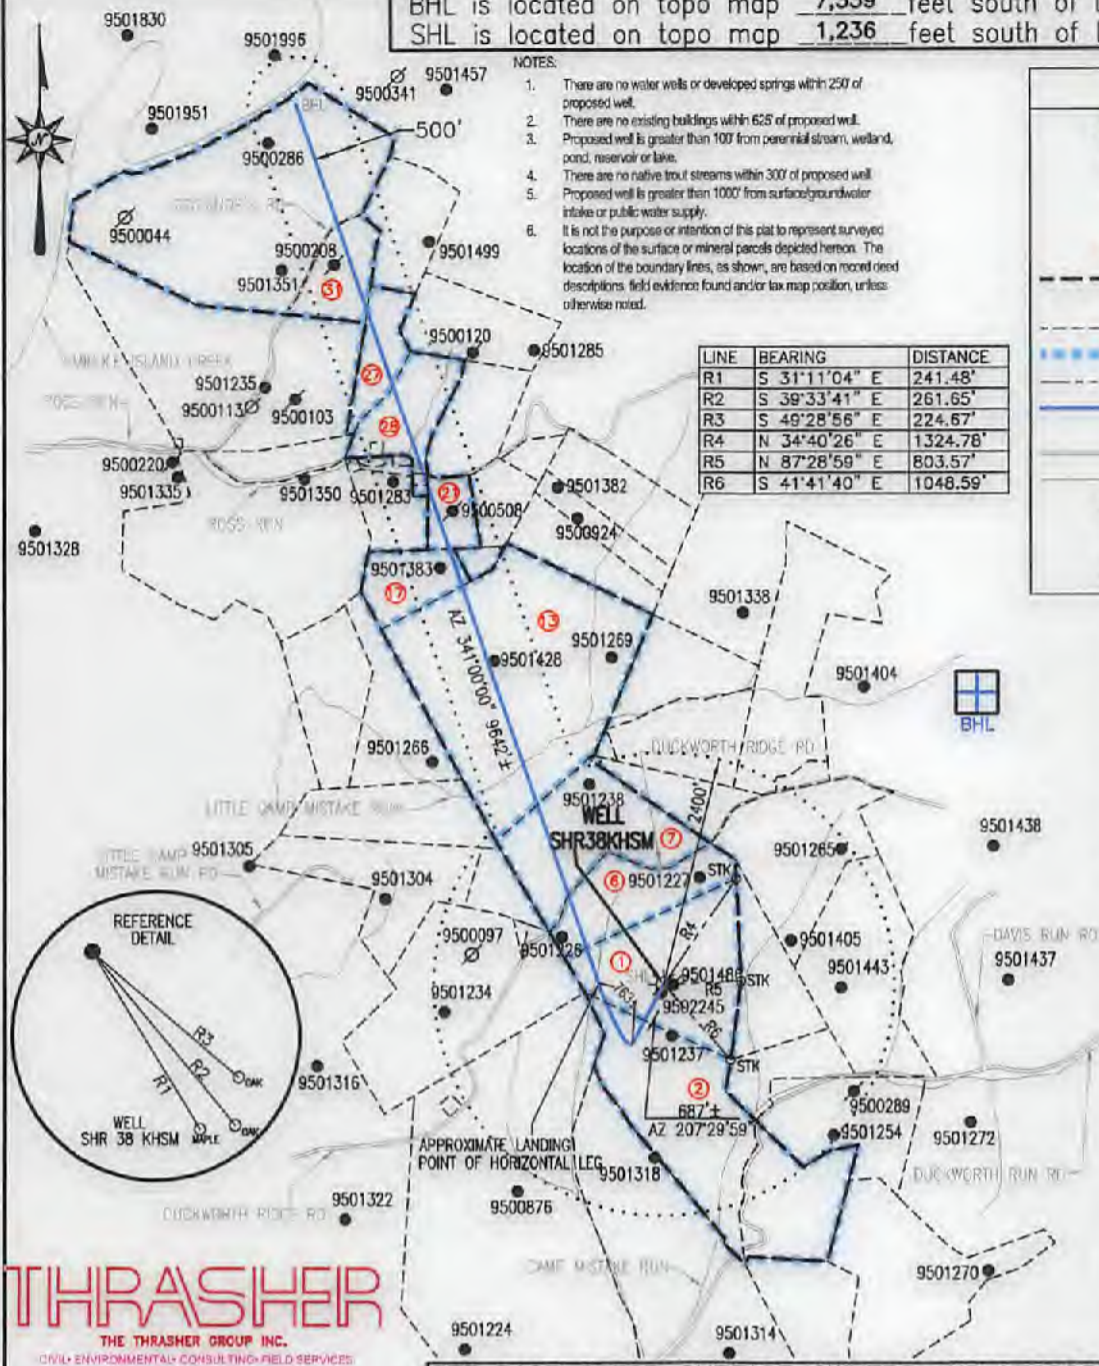 BHL is located on topo map 7,339 feet south of
SHL is located on topo map 1,236 feet south of
NOTES:
1. There are no water wells or developed springs within 250' of
proposed well.
2. There are no existing buildings within 625' of proposed well.
3. Proposed well is greater than 100' from perennial stream, wetland,
pond, reservoir or lake.
4. There are no native trout streams within 300' of proposed well
5. Proposed well is greater than 1000' from surface/groundwater
intake or public water supply.
6. It is not the purpose or intention of this plat to represent surveyed
locations of the surface or mineral parcels depicted hereon. The
location of the boundary lines, as shown, are based on record deed
descriptions, field evidence found and/or tax map position, unless
otherwise noted.
LINE BEARING DISTANCE
R1 S 31°11'04" E 241.48'
R2 S 39°33'41" E 261.65'
R3 S 49°28'56" E 224.67'
R4 N 34°40'26" E 1324.78'
R5 N 87°28'59" E 803.57'
R6 S 41°41'40" E 1048.59'
9501830
9501996
9501457
9500341
9501951
BHL
500'
9500286
N
9500044
9501499
9500208
9501351
31
9500120
9501285
ISLAND CREEK
27
9501235
9500113
9500103
ROSS RUN
28
9500220
9501335
9501350
9501283
21
9500508
9501382
9500924
ROSS RUN
9501328
9501383
17
13
9501338
9501428
9501269
9501404
AZ 341°00'00" 9642'±
BHL
9501266
DUCKWORTH RIDGE RD
LITTLE CAMP MISTAKE RUN
9501238
2400'
WELL
SHR38KHSM
7
9501438
LITTLE CAMP
MISTAKE RUN RD
9501305
9501265
9501304
6
9501227
STK
REFERENCE
DETAIL
9500097
9501226
R4
9501405
DAVIS RUN RD
1
9501443
9501437
SHL
R5
STK
763'
9502245
9501234
R6
R3
R2
R1
OAK
OAK
MAPLE
9501237
STK
9501316
2
9500289
WELL
SHR 38 KHSM
687'±
AZ 207°29'59
9501254
9501272
APPROXIMATE LANDING
POINT OF HORIZONTAL LEG
9501318
DUCKWORTH RUN RD
9501322
9500876
DUCKWORTH RIDGE RD
CAMP MISTAKE RUN
9501270
THRASHER
THE THRASHER GROUP INC.
CIVIL • ENVIRONMENTAL • CONSULTING • FIELD SERVICES
9501224
9501314